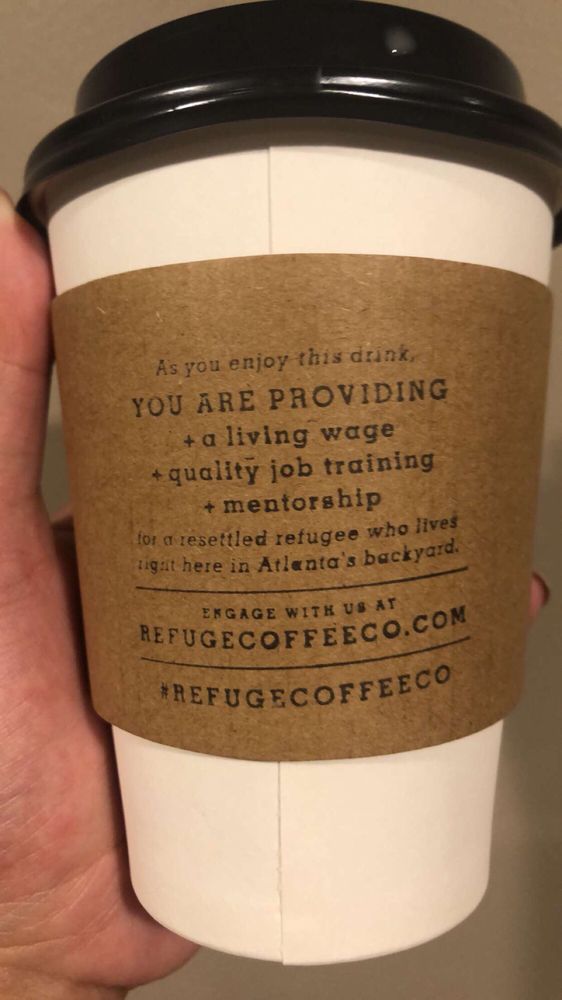 As you enjoy this drink,
YOU ARE PROVIDING
+ a living wage
+ quality job training
+ mentorship
for a resettled refugee who lives
right here in Atlanta's backyard.
ENGAGE WITH US AT
REFUGECOFFEECO.COM
#REFUGECOFFEECO